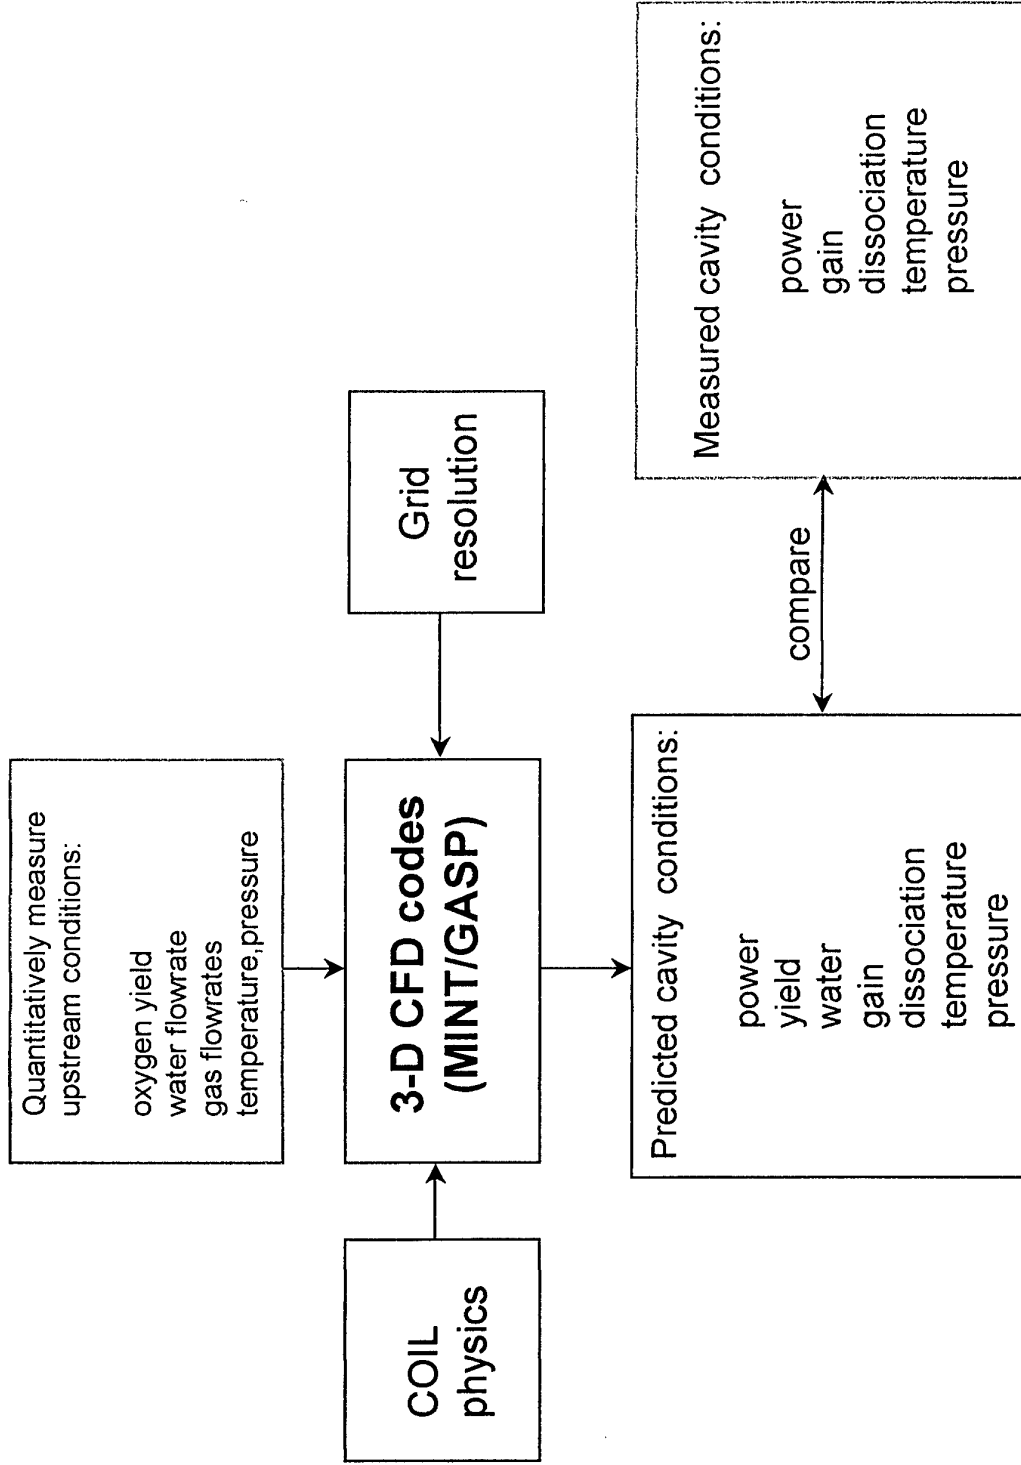 Quantitatively measure
upstream conditions:
oxygen yield
water flowrate
gas flowrates
temperature,pressure
COIL
physics
3-D CFD codes
(MINT/GASP)
Grid
resolution
Predicted cavity conditions:
power
yield
water
gain
dissociation
temperature
pressure
compare
Measured cavity conditions:
power
gain
dissociation
temperature
pressure